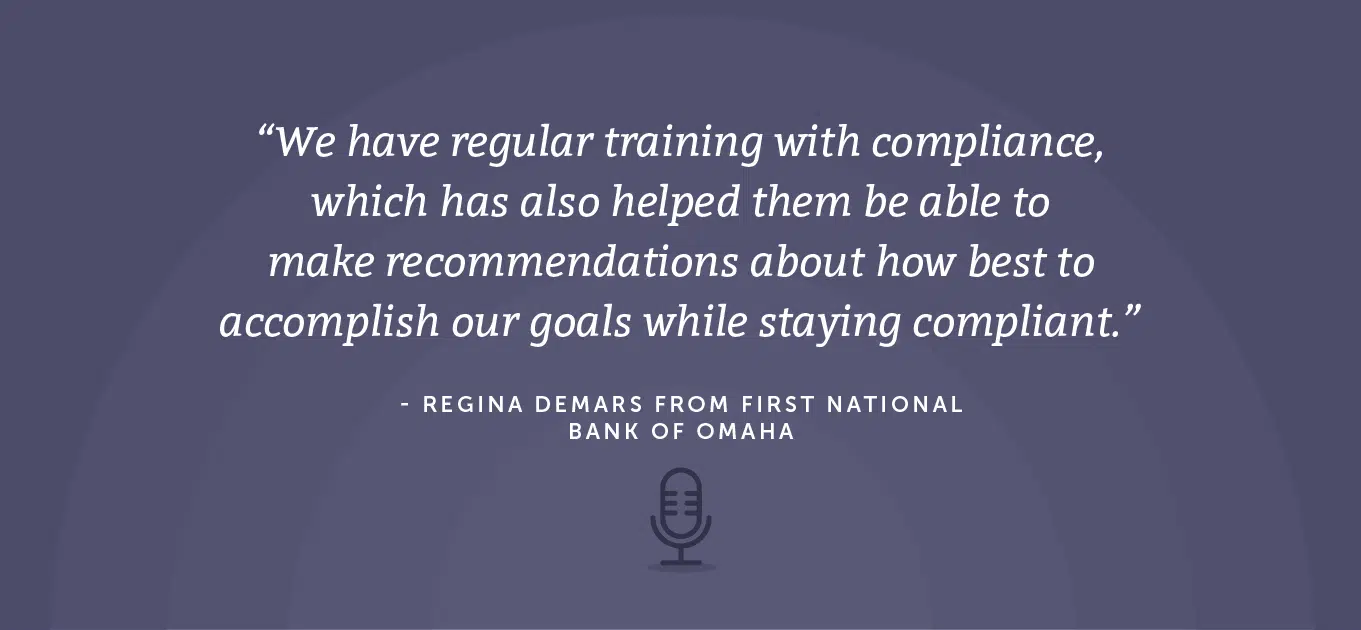 “We have regular training with compliance,
which has also helped them be able to
make recommendations about how best to
accomplish our goals while staying compliant.”
- REGINA DEMARS FROM FIRST NATIONAL
BANK OF OMAHA